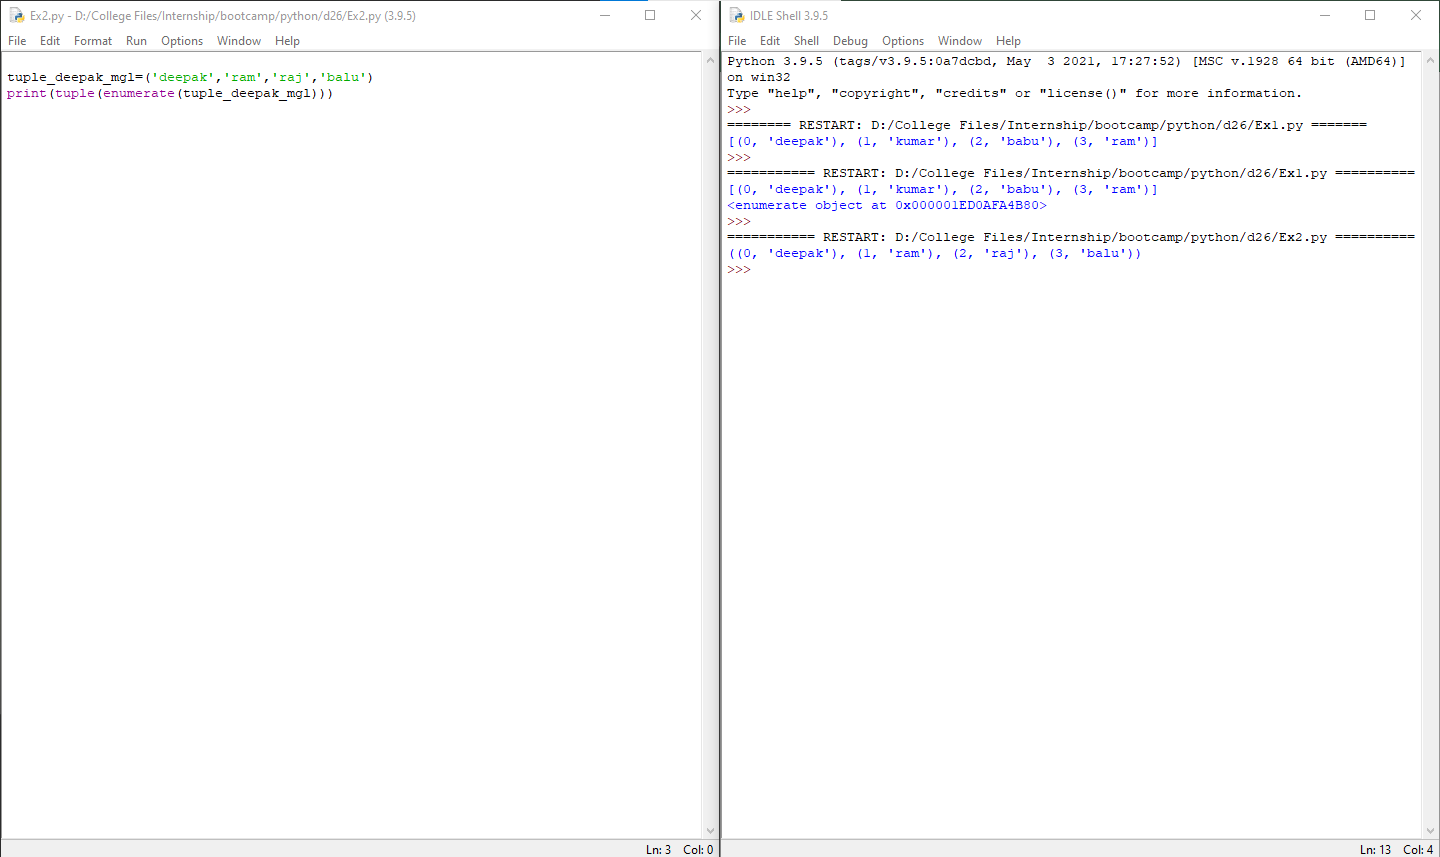 Ex2.py - D:/College Files/Internship/bootcamp/python/d26/Ex2.py (3.9.5)
File Edit Format Run Options Window Help
tuple_deepak_mgl=('deepak','ram','raj','balu')
print(tuple(enumerate(tuple_deepak_mgl)))
Ln: 3 Col: 0
IDLE Shell 3.9.5
File Edit Shell Debug Options Window Help
Python 3.9.5 (tags/v3.9.5:0a7dcbd, May  3 2021, 17:27:52) [MSC v.1928 64 bit (AMD64)]
on win32
Type "help", "copyright", "credits" or "license()" for more information.
>>>
======== RESTART: D:/College Files/Internship/bootcamp/python/d26/Ex1.py =======
[(0, 'deepak'), (1, 'kumar'), (2, 'babu'), (3, 'ram')]
>>>
=========== RESTART: D:/College Files/Internship/bootcamp/python/d26/Ex1.py ==========
[(0, 'deepak'), (1, 'kumar'), (2, 'babu'), (3, 'ram')]
<enumerate object at 0x000001ED0AFA4B80>
>>>
=========== RESTART: D:/College Files/Internship/bootcamp/python/d26/Ex2.py ==========
((0, 'deepak'), (1, 'ram'), (2, 'raj'), (3, 'balu'))
>>>
Ln: 13 Col: 4